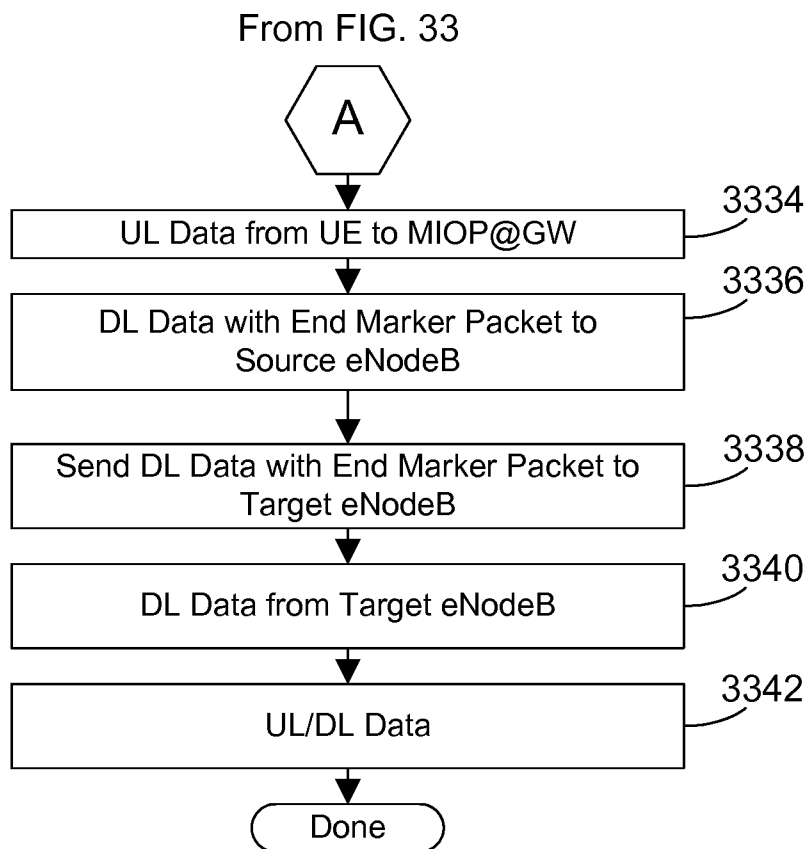 From FIG. 33
A
3334
UL Data from UE to MIOP@GW
3336
DL Data with End Marker Packet to
Source eNodeB
3338
Send DL Data with End Marker Packet to
Target eNodeB
3340
DL Data from Target eNodeB
3342
UL/DL Data
Done